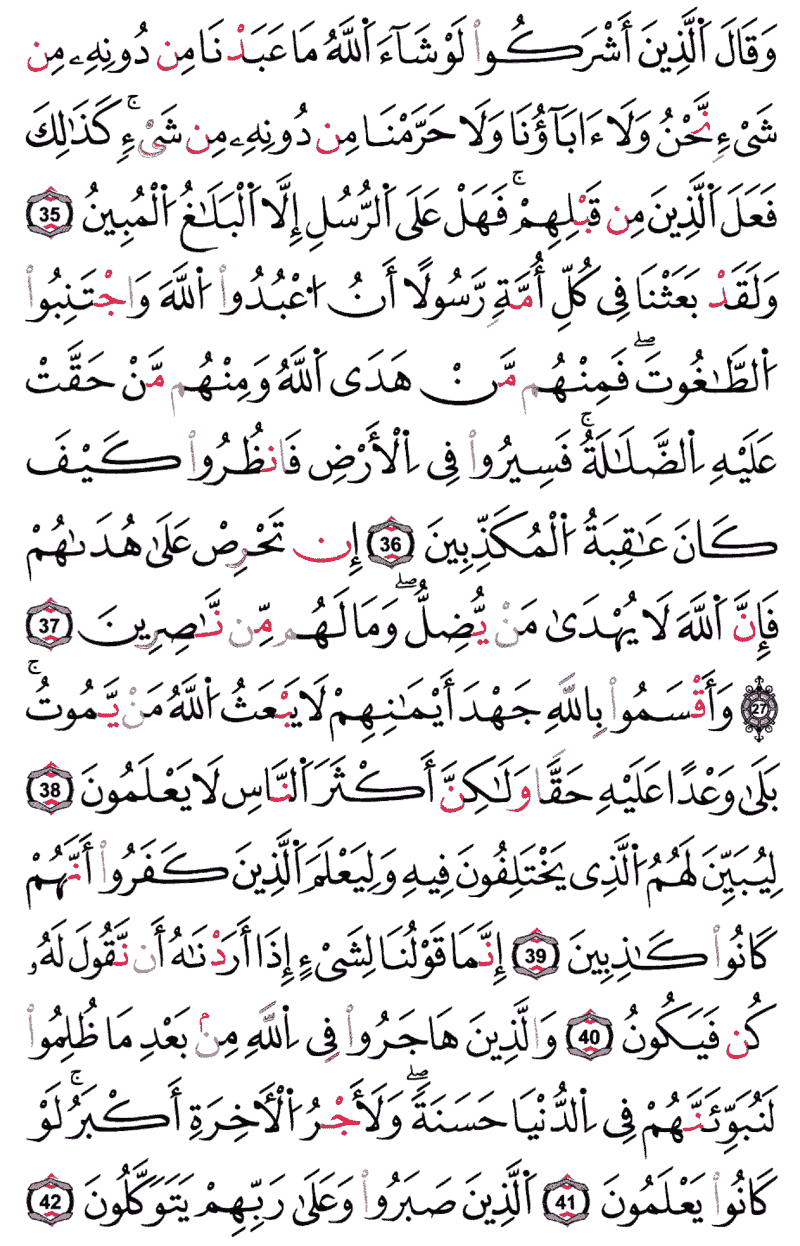 وَقَالَ ٱلَّذِينَ أَشْرَكُوا۟ لَوْ شَآءَ ٱللَّهُ مَا عَبَدْنَا مِن دُونِهِۦ مِن
شَىْءٍ نَّحْنُ وَلَا ءَابَآؤُنَا وَلَا حَرَّمْنَا مِن دُونِهِۦ مِن شَىْءٍ ۚ كَذَٰلِكَ
فَعَلَ ٱلَّذِينَ مِن قَبْلِهِمْ ۚ فَهَلْ عَلَى ٱلرُّسُلِ إِلَّا ٱلْبَلَٰغُ ٱلْمُبِينُ 35
وَلَقَدْ بَعَثْنَا فِى كُلِّ أُمَّةٍ رَّسُولًا أَنُ ٱعْبُدُوا۟ ٱللَّهَ وَٱجْتَنِبُوا۟
ٱلطَّٰغُوتَ ۖ فَمِنْهُم مَّنْ هَدَى ٱللَّهُ وَمِنْهُم مَّنْ حَقَّتْ
عَلَيْهِ ٱلضَّلَٰلَةُ ۚ فَسِيرُوا۟ فِى ٱلْأَرْضِ فَٱنظُرُوا۟ كَيْفَ
كَانَ عَٰقِبَةُ ٱلْمُكَذِّبِينَ 36 إِن تَحْرِصْ عَلَىٰ هُدَىٰهُمْ
فَإِنَّ ٱللَّهَ لَا يُهْدَىٰ مَنْ يُّضِلُّ ۖ وَمَا لَهُم مِّن نَّٰصِرِينَ 37
27 وَأَقْسَمُوا۟ بِٱللَّهِ جَهْدَ أَيْمَٰنِهِمْ لَا يَبْعَثُ ٱللَّهُ مَنْ يَّمُوتُ ۚ
بَلَىٰ وَعْدًا عَلَيْهِ حَقًّا وَلَٰكِنَّ أَكْثَرَ ٱلنَّاسِ لَا يَعْلَمُونَ 38
لِيُبَيِّنَ لَهُمُ ٱلَّذِى يَخْتَلِفُونَ فِيهِ وَلِيَعْلَمَ ٱلَّذِينَ كَفَرُوا۟ أَنَّهُمْ
كَانُوا۟ كَٰذِبِينَ 39 إِنَّمَا قَوْلُنَا لِشَىْءٍ إِذَا أَرَدْنَٰهُ أَن نَّقُولَ لَهُۥ
كُن فَيَكُونُ 40 وَٱلَّذِينَ هَاجَرُوا۟ فِى ٱللَّهِ مِنۢ بَعْدِ مَا ظُلِمُوا۟
لَنُبَوِّئَنَّهُمْ فِى ٱلدُّنْيَا حَسَنَةً ۖ وَلَأَجْرُ ٱلْأَخِرَةِ أَكْبَرُ ۚ لَوْ
كَانُوا۟ يَعْلَمُونَ 41 ٱلَّذِينَ صَبَرُوا۟ وَعَلَىٰ رَبِّهِمْ يَتَوَكَّلُونَ 42